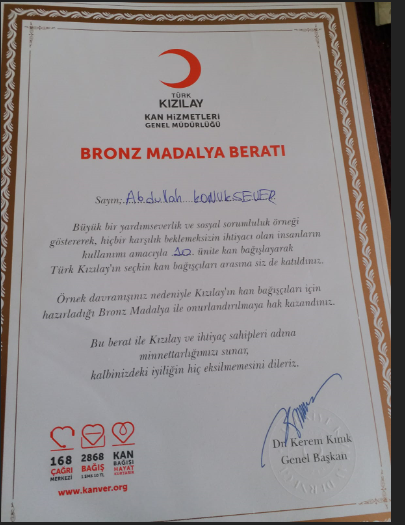 TÜRK
KIZILAY
KAN HİZMETLERİ
GENEL MÜDÜRLÜĞÜ
BRONZ MADALYA BERATI
Sayın;. Abdullah KONUKSEVER
Büyük bir yardımseverlik ve sosyal sorumluluk örneği
göstererek, hiçbir karşılık beklemeksizin ihtiyacı olan insanların
kullanımı amacıyla 10 ünite kan bağışlayarak
Türk Kızılay'ın seçkin kan bağışçıları arasına siz de katıldınız.
Örnek davranışınız nedeniyle Kızılay'ın kan bağışçıları için
hazırladığı Bronz Madalya ile onurlandırılmaya hak kazandınız.
Bu berat ile Kızılay ve ihtiyaç sahipleri adına
minnettarlığımızı sunar,
kalbinizdeki iyiliğin hiç eksilmemesini dileriz.
Dr. Kerem Kınık
Genel Başkan
168
ÇAĞRI
MERKEZİ
2868
BAĞIŞ
KAN
BAĞIŞI
HAYAT
KURTARIR
www.kanver.org